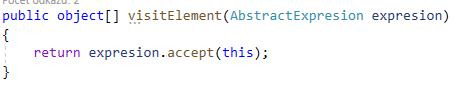 Počet odkazů: 2
public object[] visitElement(AbstractExpresion expresion)
{
    return expresion.accept(this);
}